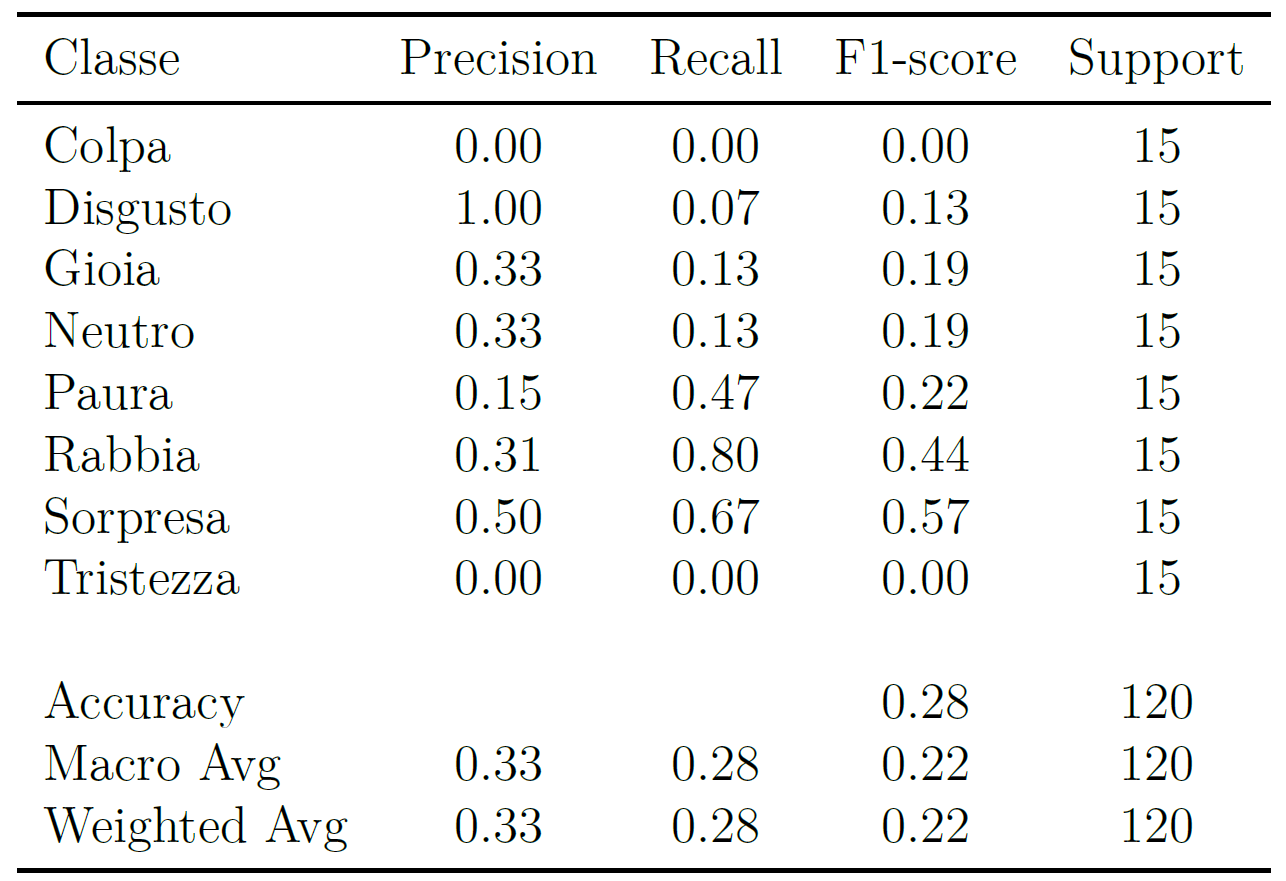 Classe Precision Recall F1-score Support
Colpa 0.00 0.00 0.00 15
Disgusto 1.00 0.07 0.13 15
Gioia 0.33 0.13 0.19 15
Neutro 0.33 0.13 0.19 15
Paura 0.15 0.47 0.22 15
Rabbia 0.31 0.80 0.44 15
Sorpresa 0.50 0.67 0.57 15
Tristezza 0.00 0.00 0.00 15
Accuracy 0.28 120
Macro Avg 0.33 0.28 0.22 120
Weighted Avg 0.33 0.28 0.22 120